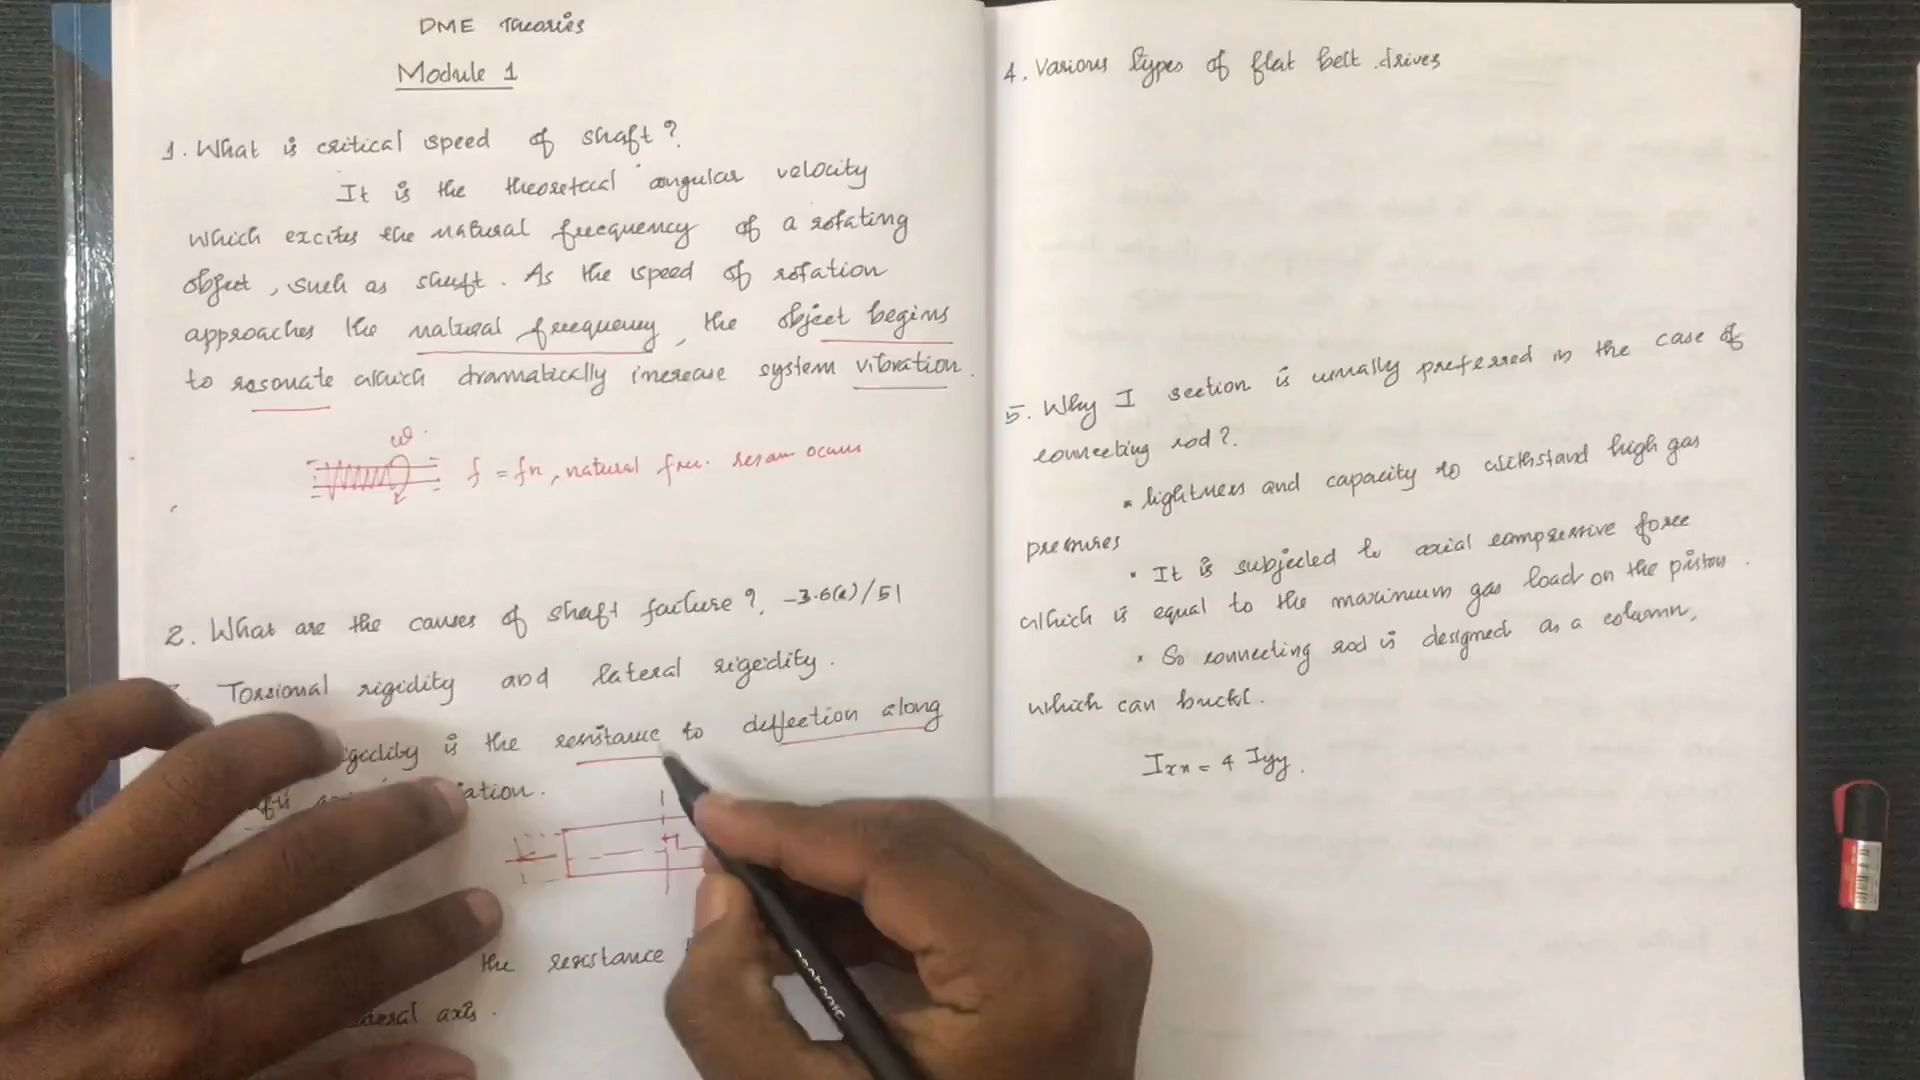 DME Theories
Module 1
1. What is critical speed of shaft?
It is the theoretical angular velocity
which excites the natural frequency of a rotating
object, such as shaft. As the speed of rotation
approaches the natural frequency, the object begins
to resonate which dramatically increase system vibration.
ω
f = fn, natural fre. reson occurs
2. What are the causes of shaft failure? -3.6(a)/51
Torsional rigidity and lateral rigedity.
igedity is the resistance to deflection along
ation.
the resistance
axis.
4. Various types of flat belt drives
5. Why I section is usually preferred in the case of
connecting rod?
• lightness and capacity to withstand high gas
pressures
• It is subjected to axial compressive force
which is equal to the maximum gas load on the piston.
• So connecting rod is designed as a column,
which can buckl.
Ixx = 4 Iyy.